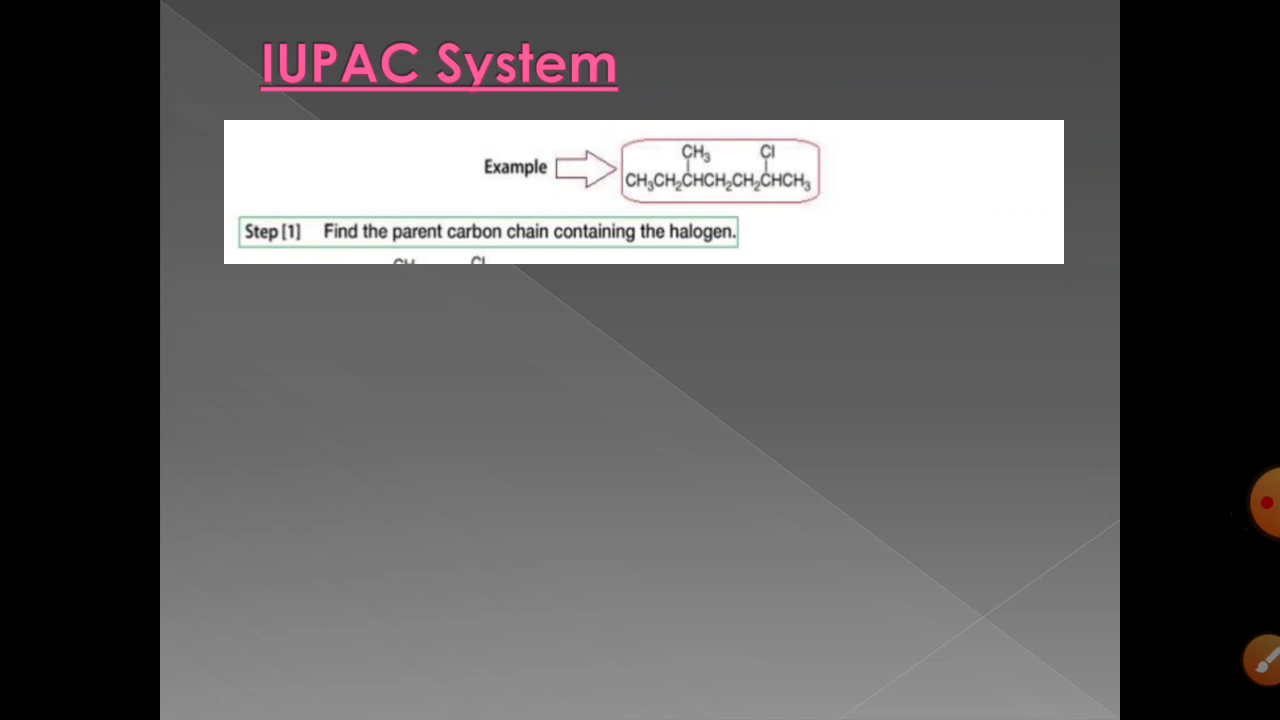 IUPAC System
CH₃ Cl
Example
CH₃CH₂CHCH₂CH₂CHCH₃
Step [1] Find the parent carbon chain containing the halogen.